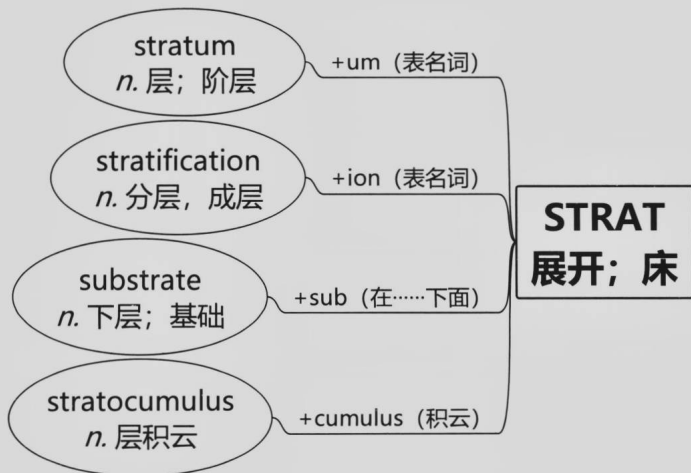 stratum
n. 层；阶层
+um（表名词）
stratification
n. 分层，成层
+ion（表名词）
STRAT
展开；床
substrate
n. 下层；基础
+sub（在……下面）
stratocumulus
n. 层积云
+cumulus（积云）